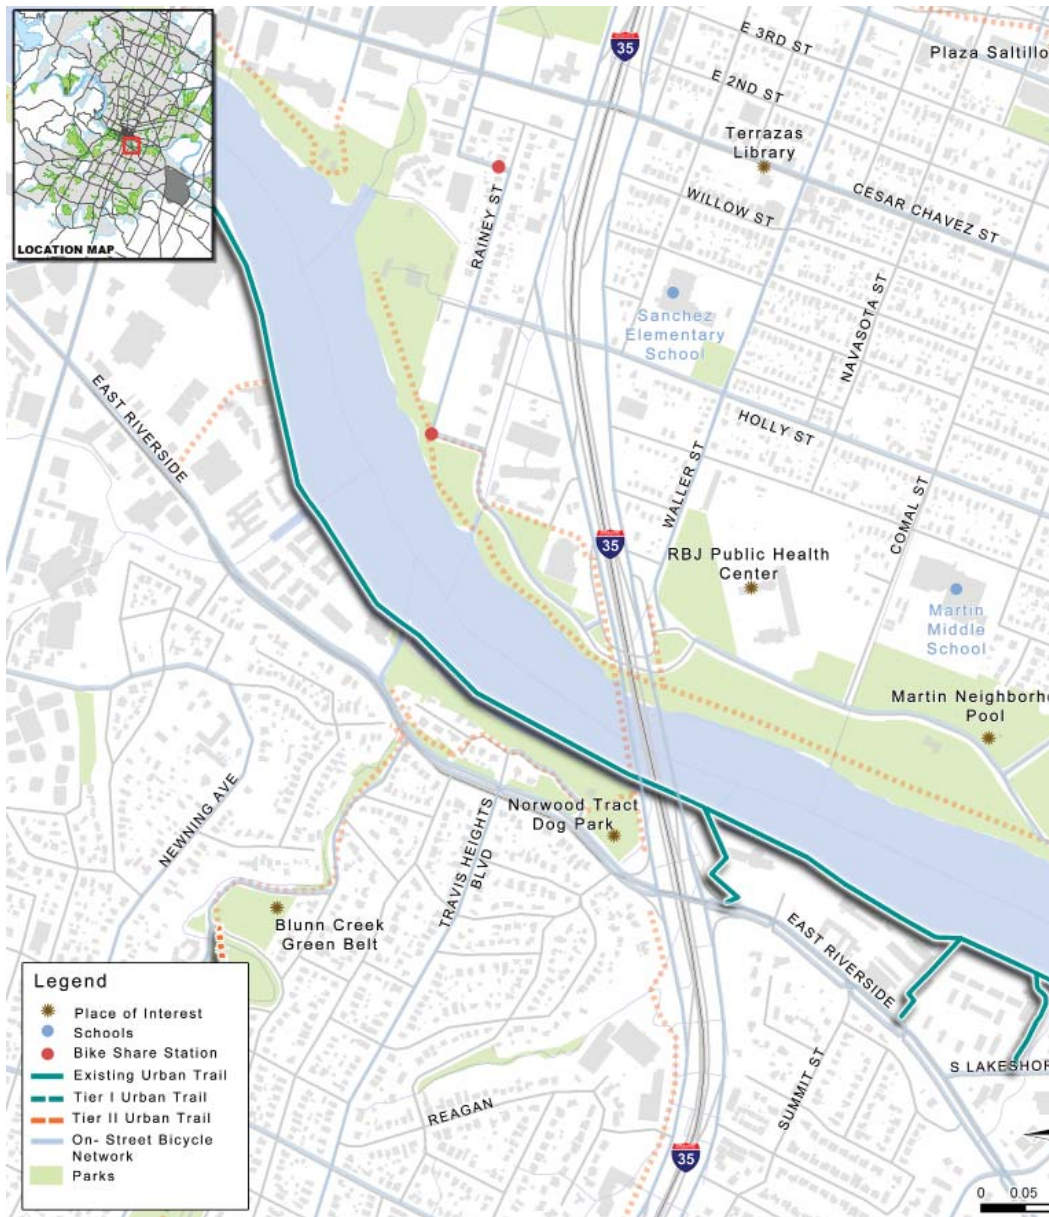 LOCATION MAP
35
E 3RD ST
Plaza Saltillo
E 2ND ST
Terrazas
Library
CESAR CHAVEZ ST
WILLOW ST
RAINEY ST
NAVASOTA ST
Sanchez
Elementary
School
EAST RIVERSIDE
HOLLY ST
WALLER ST
COMAL ST
35
RBJ Public Health
Center
Martin
Middle
School
Martin Neighborho
Pool
NEWNING AVE
TRAVIS HEIGHTS
BLVD
Norwood Tract
Dog Park
Blunn Creek
Green Belt
EAST RIVERSIDE
S LAKESHOR
SUMMIT ST
REAGAN
35
Legend
Place of Interest
Schools
Bike Share Station
Existing Urban Trail
Tier I Urban Trail
Tier II Urban Trail
On- Street Bicycle
Network
Parks
0 0.05